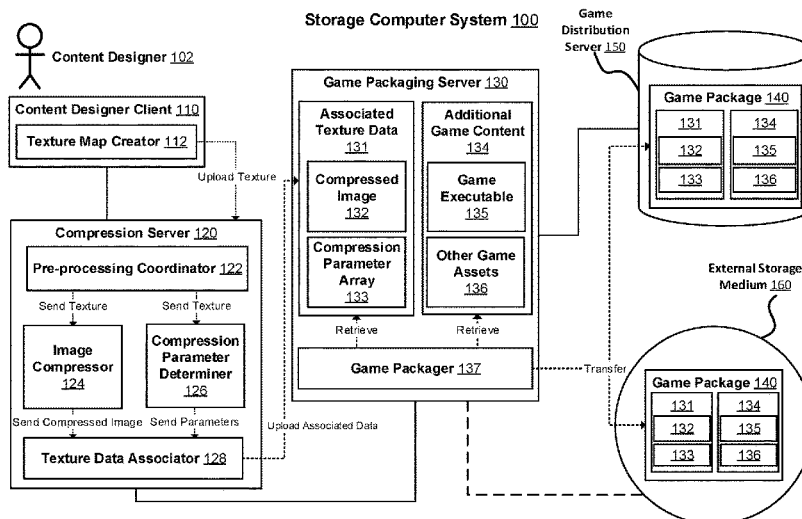 Storage Computer System 100
Content Designer 102
Content Designer Client 110
Texture Map Creator 112
Upload Texture
Compression Server 120
Pre-processing Coordinator 122
Send Texture
Send Texture
Image
Compressor
124
Compression
Parameter
Determiner
126
Send Compressed Image
Send Parameters
Texture Data Associator 128
Upload Associated Data
Game Packaging Server 130
Associated
Texture Data
131
Compressed
Image
132
Compression
Parameter
Array
133
Additional
Game Content
134
Game
Executable
135
Other Game
Assets
136
Retrieve
Retrieve
Game Packager 137
Transfer
Game
Distribution
Server 150
Game Package 140
131
134
132
135
133
136
External Storage
Medium 160
Game Package 140
131
134
132
135
133
136